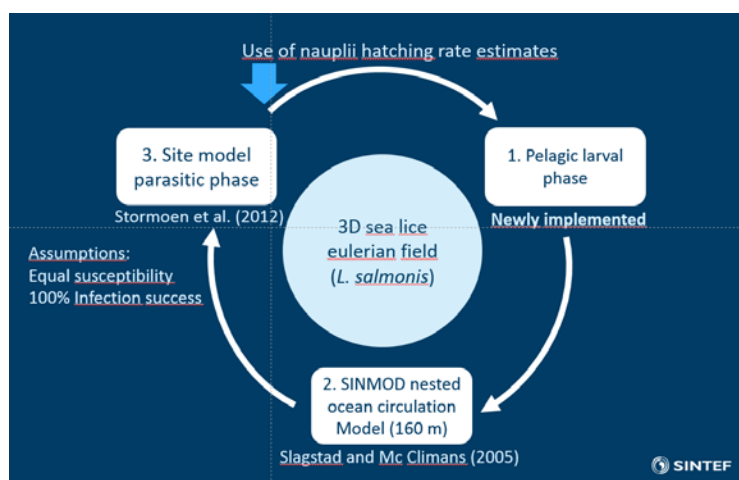 Use of nauplii hatching rate estimates
3. Site model
parasitic phase
Stormoen et al. (2012)
1. Pelagic larval
phase
Newly implemented
3D sea lice
eulerian field
(L. salmonis)
Assumptions:
Equal susceptibility
100% Infection success
2. SINMOD nested
ocean circulation
Model (160 m)
Slagstad and Mc Climans (2005)
SINTEF